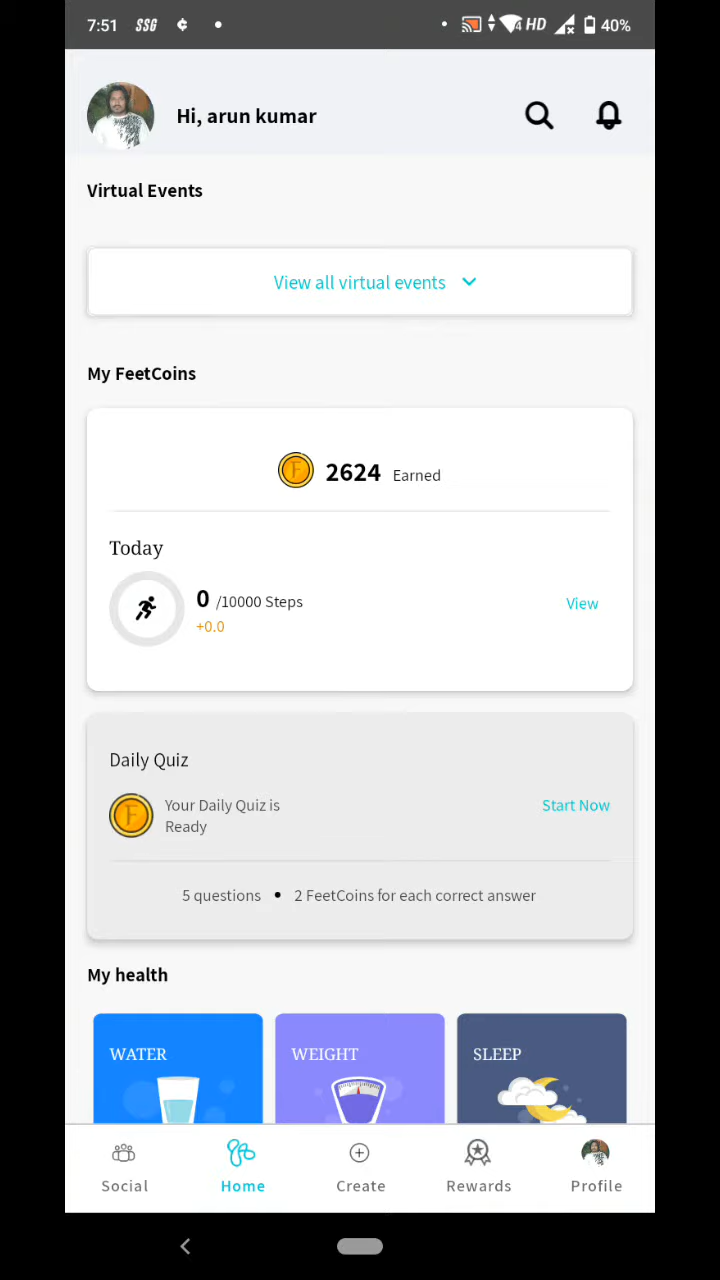 7:51 SSG HD 40%
Hi, arun kumar
Virtual Events
View all virtual events
My FeetCoins
2624 Earned
Today
0 /10000 Steps
View
+0.0
Daily Quiz
Your Daily Quiz is
Ready
Start Now
5 questions • 2 FeetCoins for each correct answer
My health
WATER WEIGHT SLEEP
Social Home Create Rewards Profile